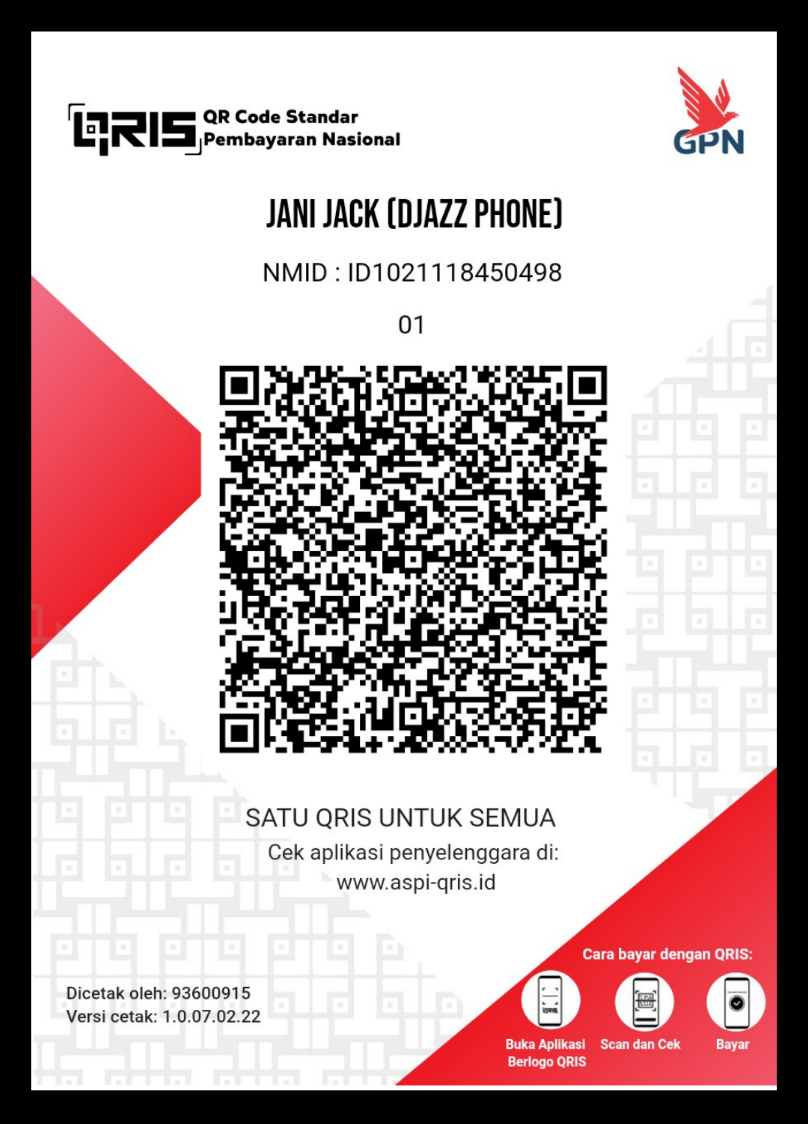 QRIS
QR Code Standar
Pembayaran Nasional
GPN
JANI JACK (DJAZZ PHONE)
NMID : ID1021118450498
01
SATU QRIS UNTUK SEMUA
Cek aplikasi penyelenggara di:
www.aspi-qris.id
Dicetak oleh: 93600915
Versi cetak: 1.0.07.02.22
Cara bayar dengan QRIS:
QRIS
Buka Aplikasi
Berlogo QRIS
Scan dan Cek
Bayar